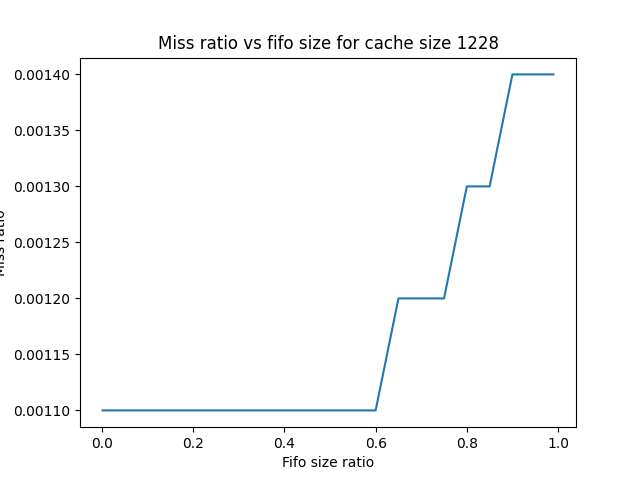 Miss ratio vs fifo size for cache size 1228
0.00140
0.00135
0.00130
0.00125
0.00120
0.00115
0.00110
Miss ratio
0.0 0.2 0.4 0.6 0.8 1.0
Fifo size ratio